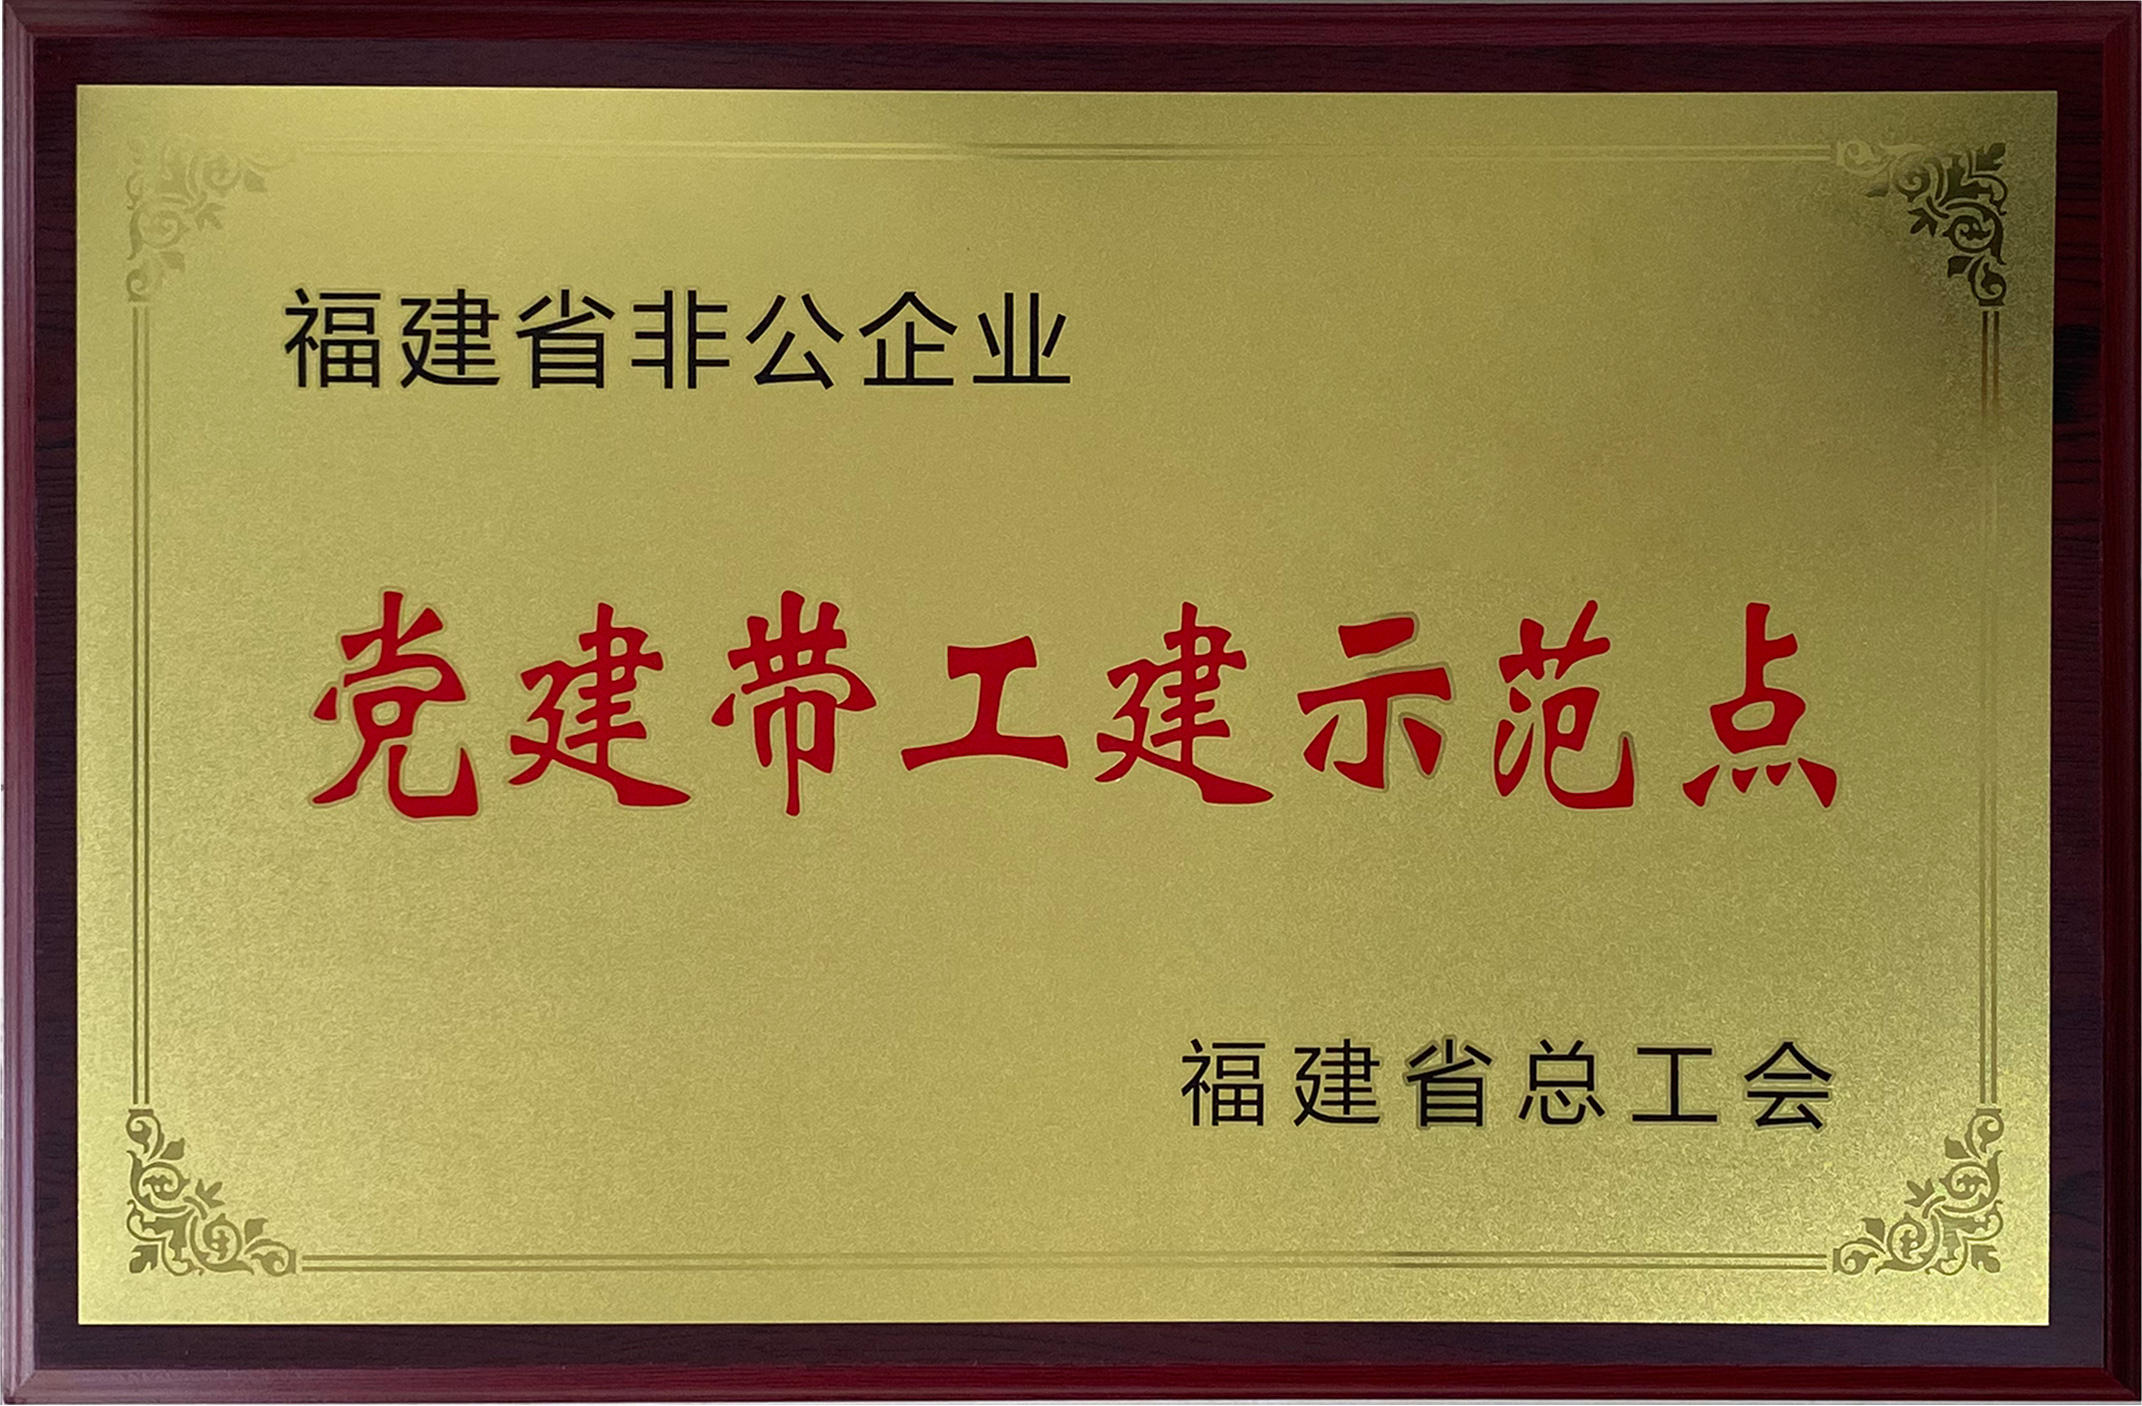 福建省非公企业
党建带工建示范点
福建省总工会